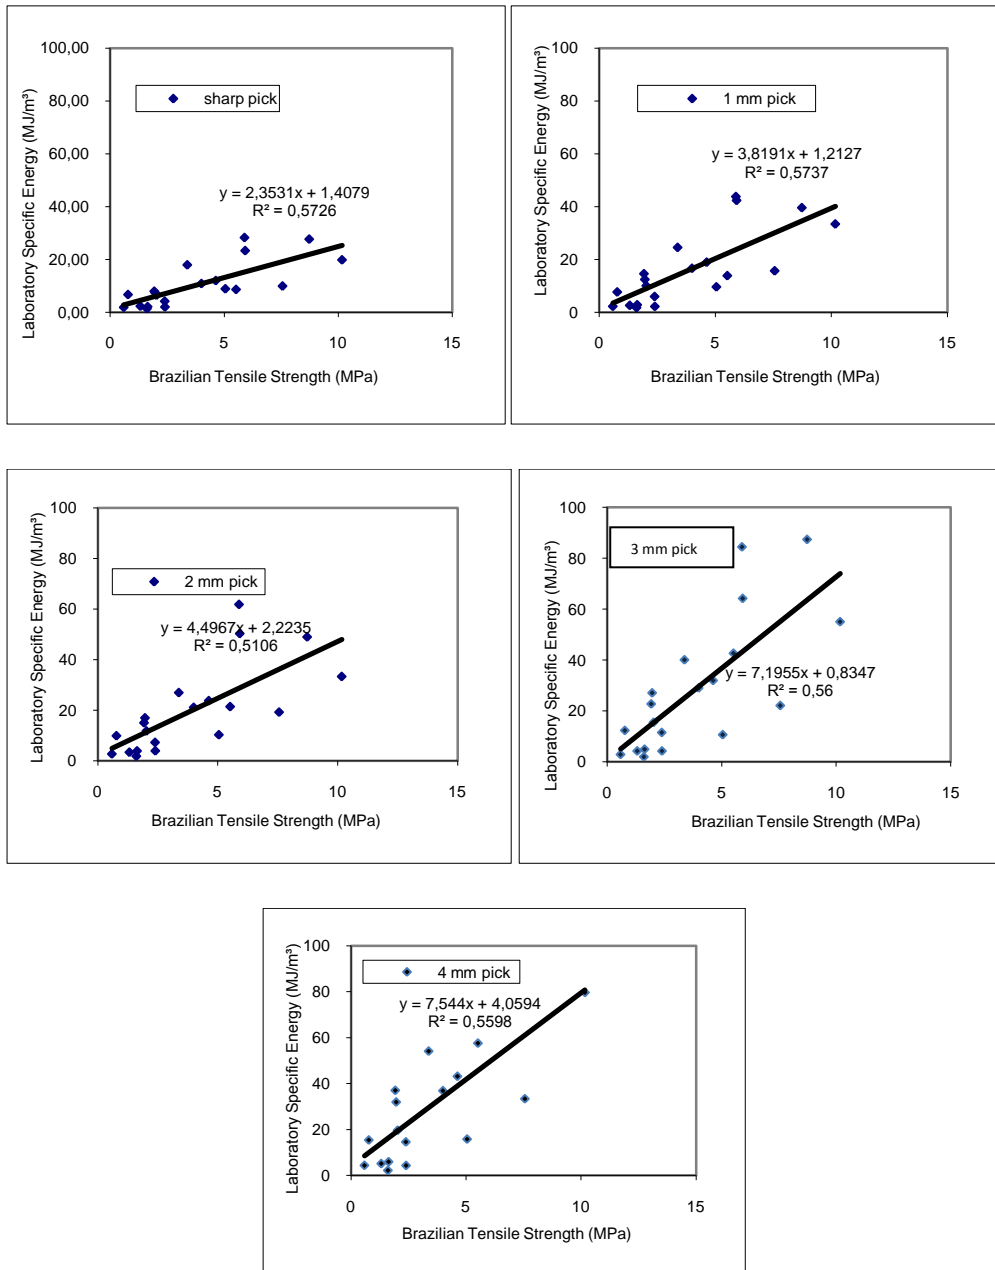 Laboratory Specific Energy (MJ/m³)
100,00
80,00
60,00
40,00
20,00
0,00
sharp pick
y = 2,3531x + 1,4079
R² = 0,5726
0 5 10 15
Brazilian Tensile Strength (MPa)
Laboratory Specific Energy (MJ/m³)
100
80
60
40
20
0
1 mm pick
y = 3,8191x + 1,2127
R² = 0,5737
0 5 10 15
Brazilian Tensile Strength (MPa)
Laboratory Specific Energy (MJ/m³)
100
80
60
40
20
0
2 mm pick
y = 4,4967x + 2,2235
R² = 0,5106
0 5 10 15
Brazilian Tensile Strength (MPa)
Laboratory Specific Energy (MJ/m³)
100
80
60
40
20
0
3 mm pick
y = 7,1955x + 0,8347
R² = 0,56
0 5 10 15
Brazilian Tensile Strength (MPa)
Laboratory Specific Energy (MJ/m³)
100
80
60
40
20
0
4 mm pick
y = 7,544x + 4,0594
R² = 0,5598
0 5 10 15
Brazilian Tensile Strength (MPa)